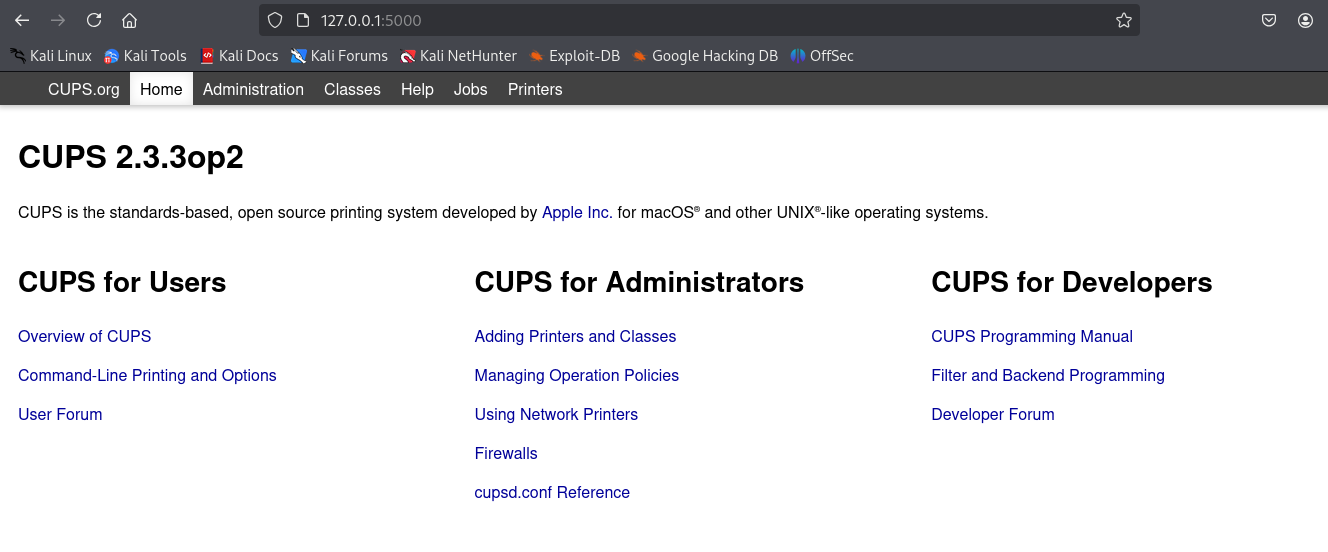 127.0.0.1:5000
Kali Linux Kali Tools Kali Docs Kali Forums Kali NetHunter Exploit-DB Google Hacking DB OffSec
CUPS.org Home Administration Classes Help Jobs Printers
CUPS 2.3.3op2
CUPS is the standards-based, open source printing system developed by Apple Inc. for macOS® and other UNIX®-like operating systems.
CUPS for Users
Overview of CUPS
Command-Line Printing and Options
User Forum
CUPS for Administrators
Adding Printers and Classes
Managing Operation Policies
Using Network Printers
Firewalls
cupsd.conf Reference
CUPS for Developers
CUPS Programming Manual
Filter and Backend Programming
Developer Forum